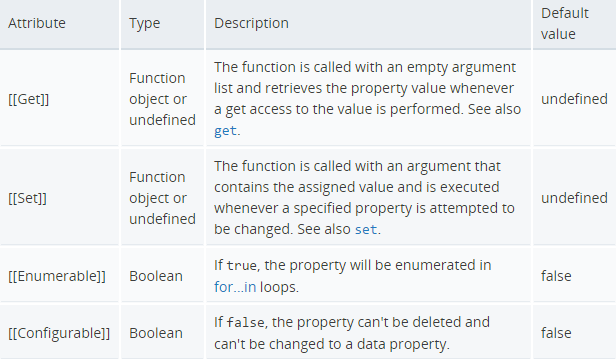 Attribute Type Description Default value
[[Get]] Function object or undefined The function is called with an empty argument list and retrieves the property value whenever a get access to the value is performed. See also get. undefined
[[Set]] Function object or undefined The function is called with an argument that contains the assigned value and is executed whenever a specified property is attempted to be changed. See also set. undefined
[[Enumerable]] Boolean If true, the property will be enumerated in for...in loops. false
[[Configurable]] Boolean If false, the property can't be deleted and can't be changed to a data property. false